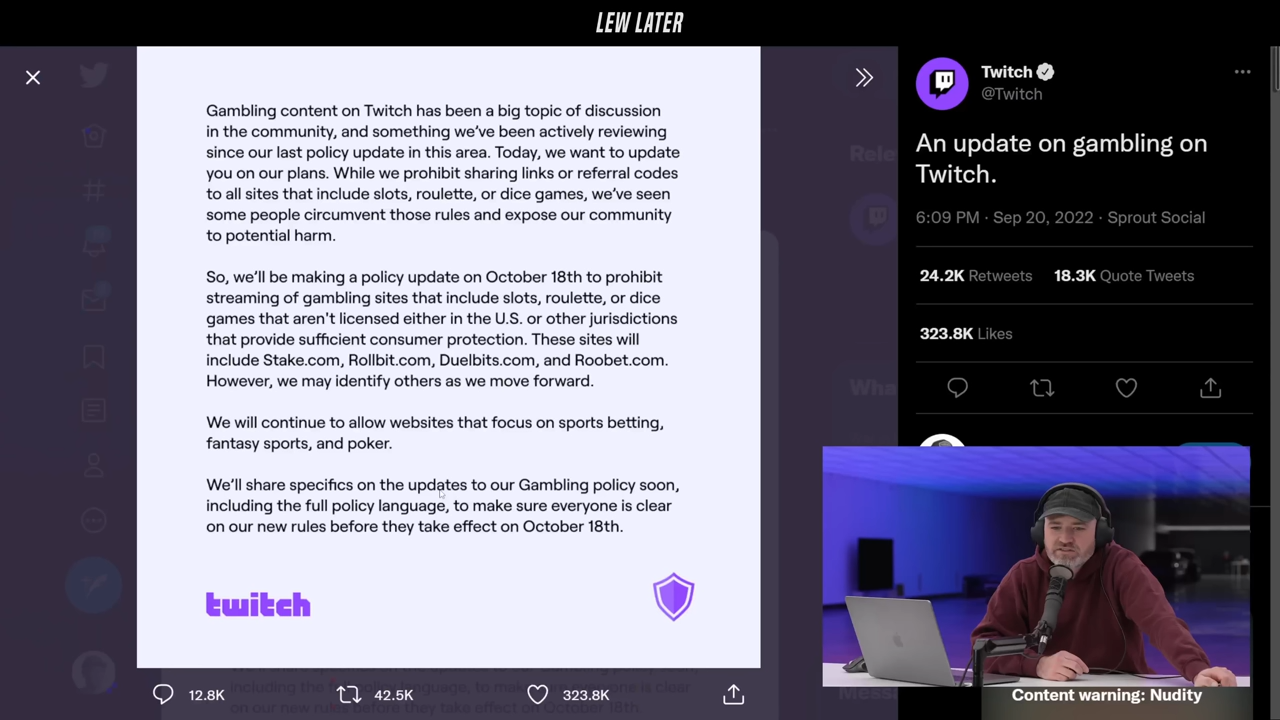 LEW LATER
Gambling content on Twitch has been a big topic of discussion
in the community, and something we've been actively reviewing
since our last policy update in this area. Today, we want to update
you on our plans. While we prohibit sharing links or referral codes
to all sites that include slots, roulette, or dice games, we've seen
some people circumvent those rules and expose our community
to potential harm.
So, we'll be making a policy update on October 18th to prohibit
streaming of gambling sites that include slots, roulette, or dice
games that aren't licensed either in the U.S. or other jurisdictions
that provide sufficient consumer protection. These sites will
include Stake.com, Rollbit.com, Duelbits.com, and Roobet.com.
However, we may identify others as we move forward.
We will continue to allow websites that focus on sports betting,
fantasy sports, and poker.
We'll share specifics on the updates to our Gambling policy soon,
including the full policy language, to make sure everyone is clear
on our new rules before they take effect on October 18th.
twitch
12.8K
42.5K
323.8K
Twitch
@Twitch
An update on gambling on
Twitch.
6:09 PM · Sep 20, 2022 · Sprout Social
24.2K Retweets 18.3K Quote Tweets
323.8K Likes
Content warning: Nudity